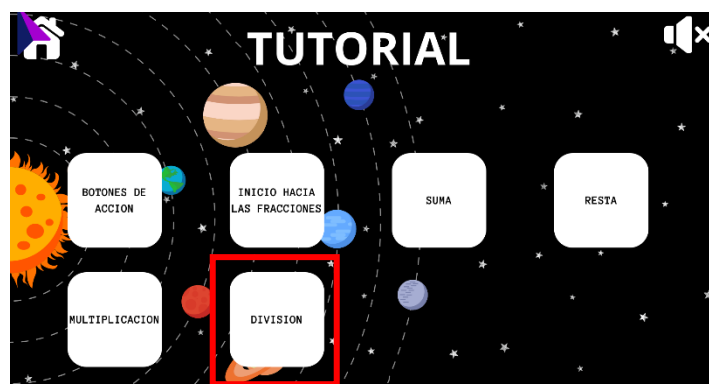 TUTORIAL
BOTONES DE
ACCION
INICIO HACIA
LAS FRACCIONES
SUMA
RESTA
MULTIPLICACION
DIVISION